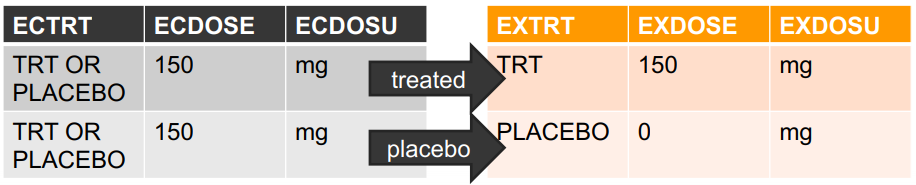 ECTRT ECDOSE ECDOSU EXTRT EXDOSE EXDOSU
TRT OR 150 mg treated TRT 150 mg
PLACEBO
TRT OR 150 mg placebo PLACEBO 0 mg
PLACEBO